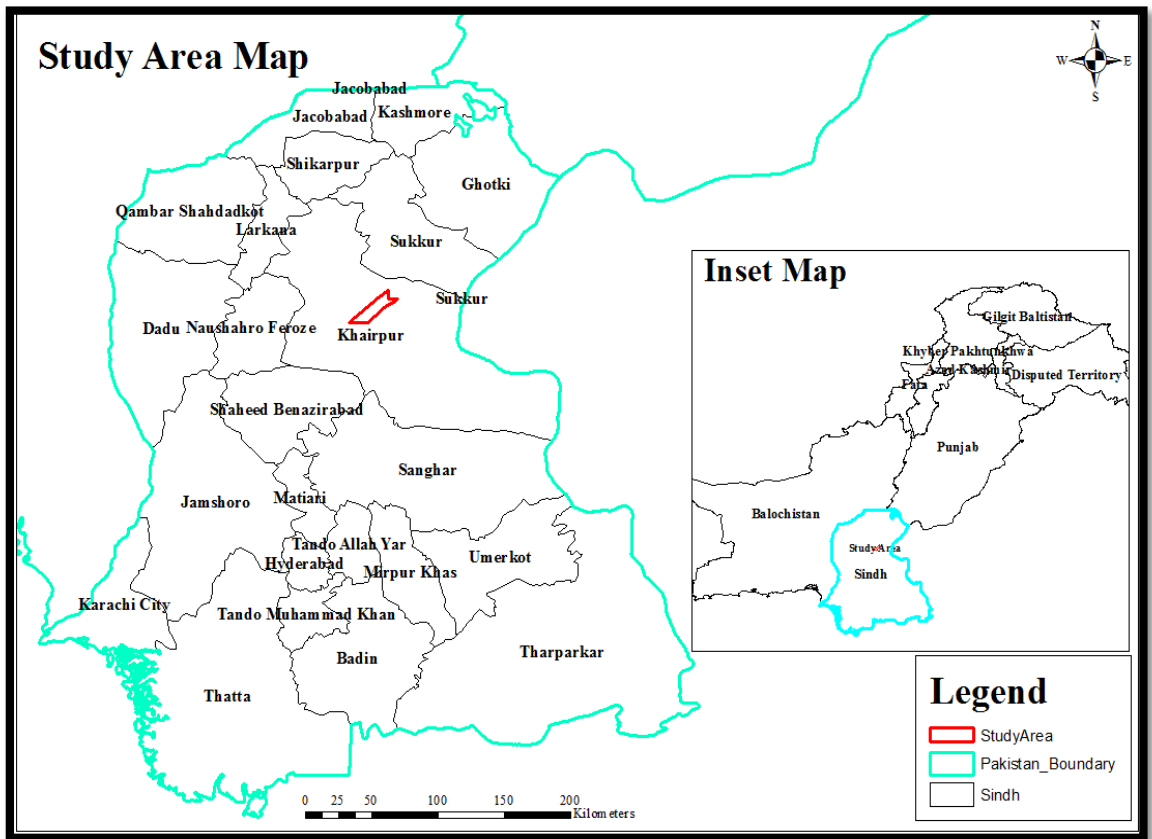 Study Area Map
N
W
E
S
Jacobabad
Jacobabad
Kashmore
Shikarpur
Ghotki
Qambar Shahdadkot
Larkana
Sukkur
Sukkur
Dadu
Naushahro Feroze
Khairpur
Shaheed Benazirabad
Sanghar
Jamshoro
Matiari
Tando Allah Yar
Hyderabad
Mirpur Khas
Umerkot
Karachi City
Tando Muhammad Khan
Badin
Tharparkar
Thatta
0 25 50 100 150 200
Kilometers
Inset Map
Gilgit Baltistan
Khyber Pakhtunkhwa
Azad Kashmir
Disputed Territory
Fata
Punjab
Balochistan
StudyArea
Sindh
Legend
StudyArea
Pakistan_Boundary
Sindh